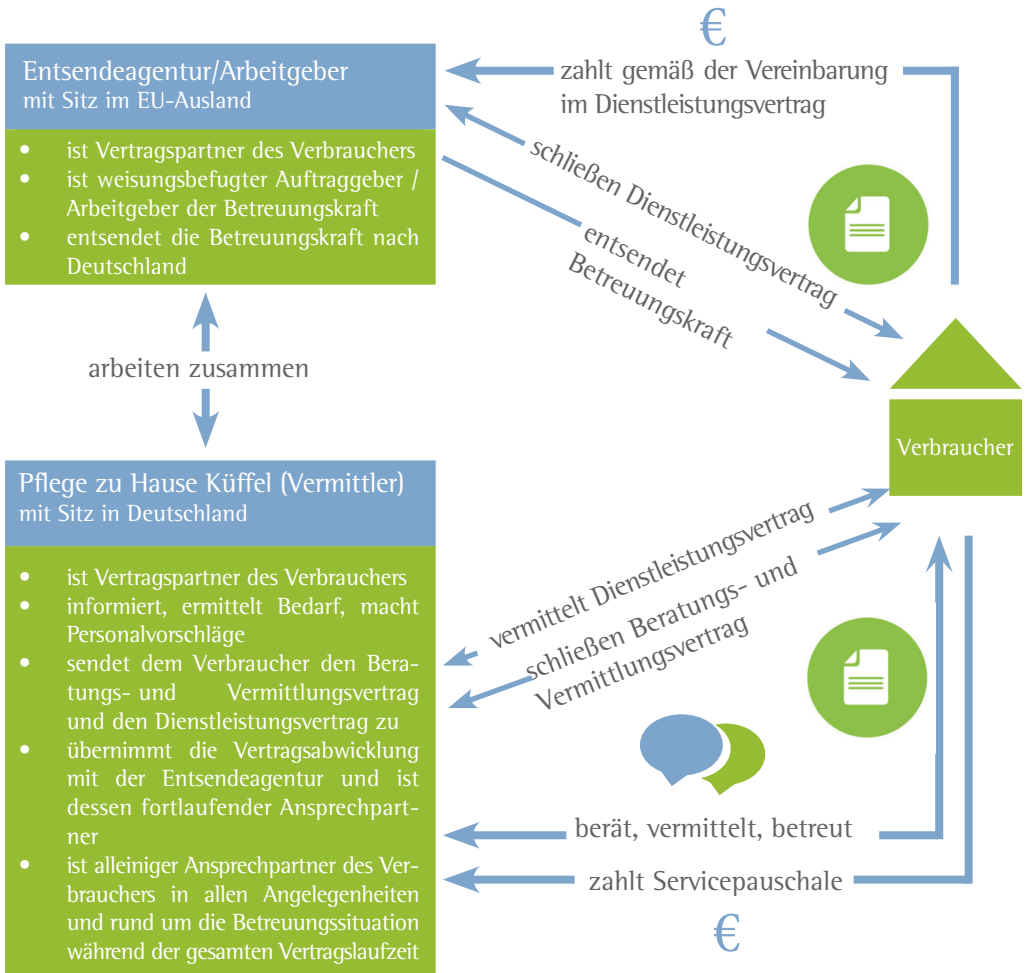 €
Entsendeagentur/Arbeitgeber
mit Sitz im EU-Ausland
• ist Vertragspartner des Verbrauchers
• ist weisungsbefugter Auftraggeber /
Arbeitgeber der Betreuungskraft
• entsendet die Betreuungskraft nach
Deutschland
zahlt gemäß der Vereinbarung
im Dienstleistungsvertrag
schließen Dienstleistungsvertrag
entsendet
Betreuungskraft
arbeiten zusammen
Verbraucher
Pflege zu Hause Küffel (Vermittler)
mit Sitz in Deutschland
• ist Vertragspartner des Verbrauchers
• informiert, ermittelt Bedarf, macht
Personalvorschläge
• sendet dem Verbraucher den Bera-
tungs- und Vermittlungsvertrag
und den Dienstleistungsvertrag zu
• übernimmt die Vertragsabwicklung
mit der Entsendeagentur und ist
dessen fortlaufender Ansprechpart-
ner
• ist alleiniger Ansprechpartner des Ver-
brauchers in allen Angelegenheiten
und rund um die Betreuungssituation
während der gesamten Vertragslaufzeit
vermittelt Dienstleistungsvertrag
schließen Beratungs- und
Vermittlungsvertrag
berät, vermittelt, betreut
zahlt Servicepauschale
€